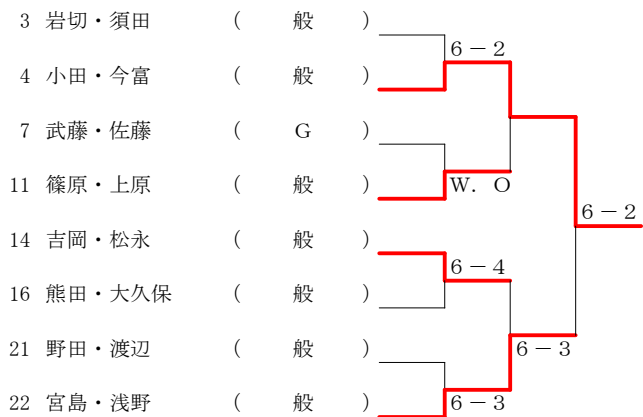 3 岩切・須田 ( 般 )
6－2
4 小田・今富 ( 般 )
7 武藤・佐藤 ( G )
11 篠原・上原 ( 般 )
W. O
6－2
14 吉岡・松永 ( 般 )
6－4
16 熊田・大久保 ( 般 )
21 野田・渡辺 ( 般 )
6－3
22 宮島・浅野 ( 般 )
6－3